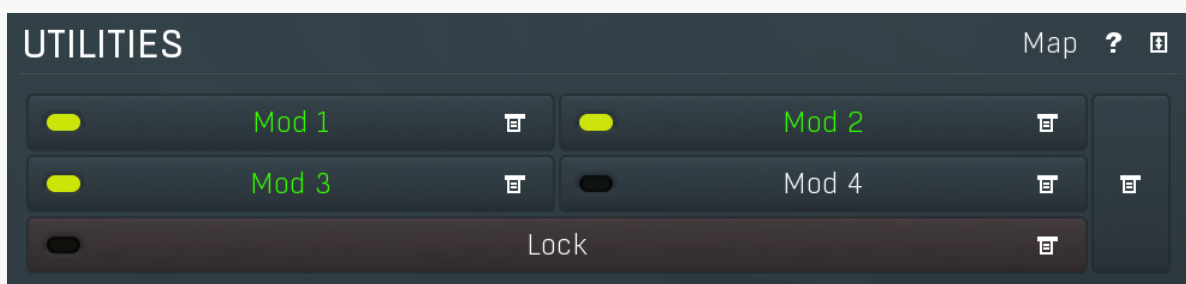 UTILITIES Map ?
Mod 1 Mod 2
Mod 3 Mod 4
Lock